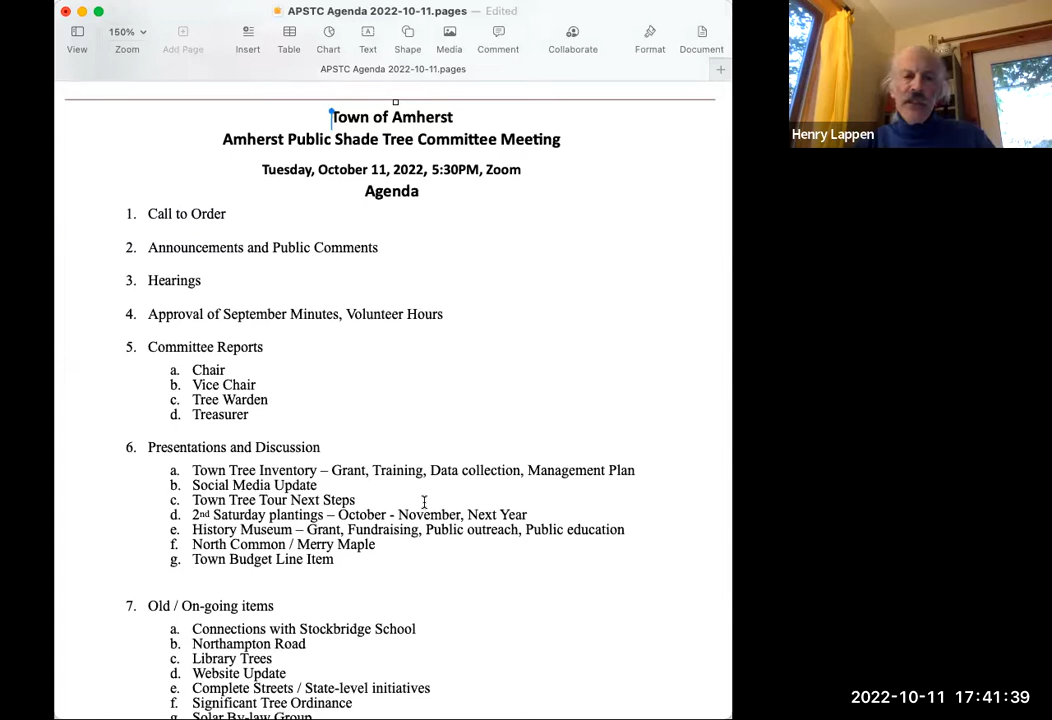 APSTC Agenda 2022-10-11.pages — Edited
150%
View Zoom Add Page Insert Table Chart Text Shape Media Comment Collaborate Format Document
APSTC Agenda 2022-10-11.pages
Henry Lappen
Town of Amherst
Amherst Public Shade Tree Committee Meeting
Tuesday, October 11, 2022, 5:30PM, Zoom
Agenda
1. Call to Order
2. Announcements and Public Comments
3. Hearings
4. Approval of September Minutes, Volunteer Hours
5. Committee Reports
a. Chair
b. Vice Chair
c. Tree Warden
d. Treasurer
6. Presentations and Discussion
a. Town Tree Inventory – Grant, Training, Data collection, Management Plan
b. Social Media Update
c. Town Tree Tour Next Steps
d. 2nd Saturday plantings – October - November, Next Year
e. History Museum – Grant, Fundraising, Public outreach, Public education
f. North Common / Merry Maple
g. Town Budget Line Item
7. Old / On-going items
a. Connections with Stockbridge School
b. Northampton Road
c. Library Trees
d. Website Update
e. Complete Streets / State-level initiatives
f. Significant Tree Ordinance
g. Solar By-law Group
2022-10-11 17:41:39